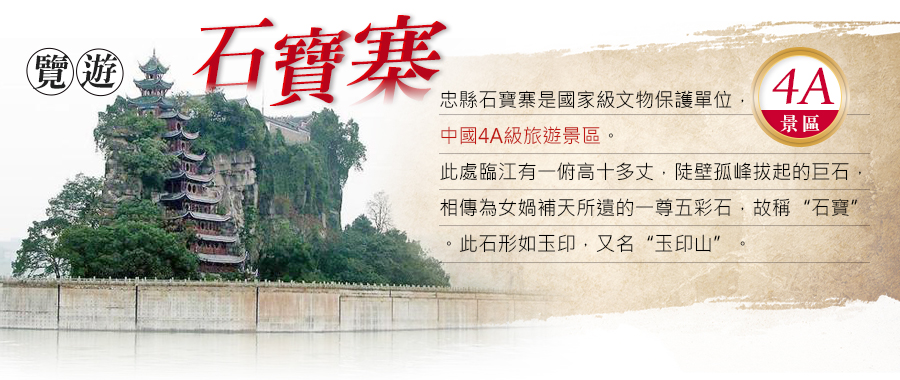 覽遊
石寶寨
4A
景區
忠縣石寶寨是國家級文物保護單位，
中國4A級旅遊景區。
此處臨江有一俯高十多丈，陡壁孤峰拔起的巨石，
相傳為女媧補天所遺的一尊五彩石，故稱“石寶”
。此石形如玉印，又名“玉印山”。